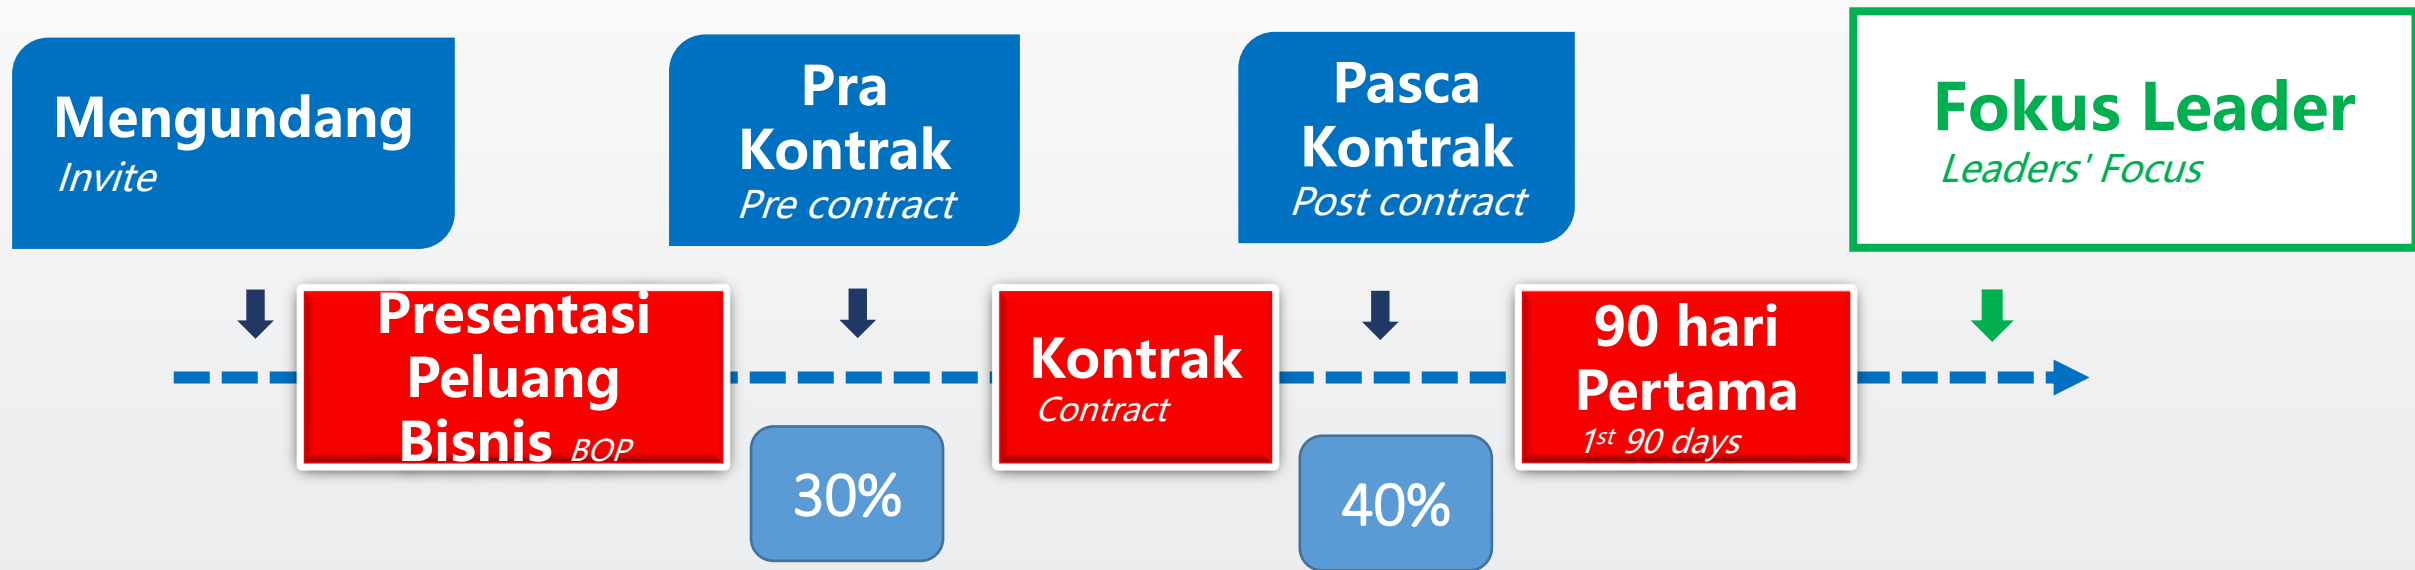 Mengundang
Invite
Pra
Kontrak
Pre contract
Pasca
Kontrak
Post contract
Fokus Leader
Leaders' Focus
Presentasi
Peluang
Bisnis BOP
Kontrak
Contract
90 hari
Pertama
1st 90 days
30%
40%